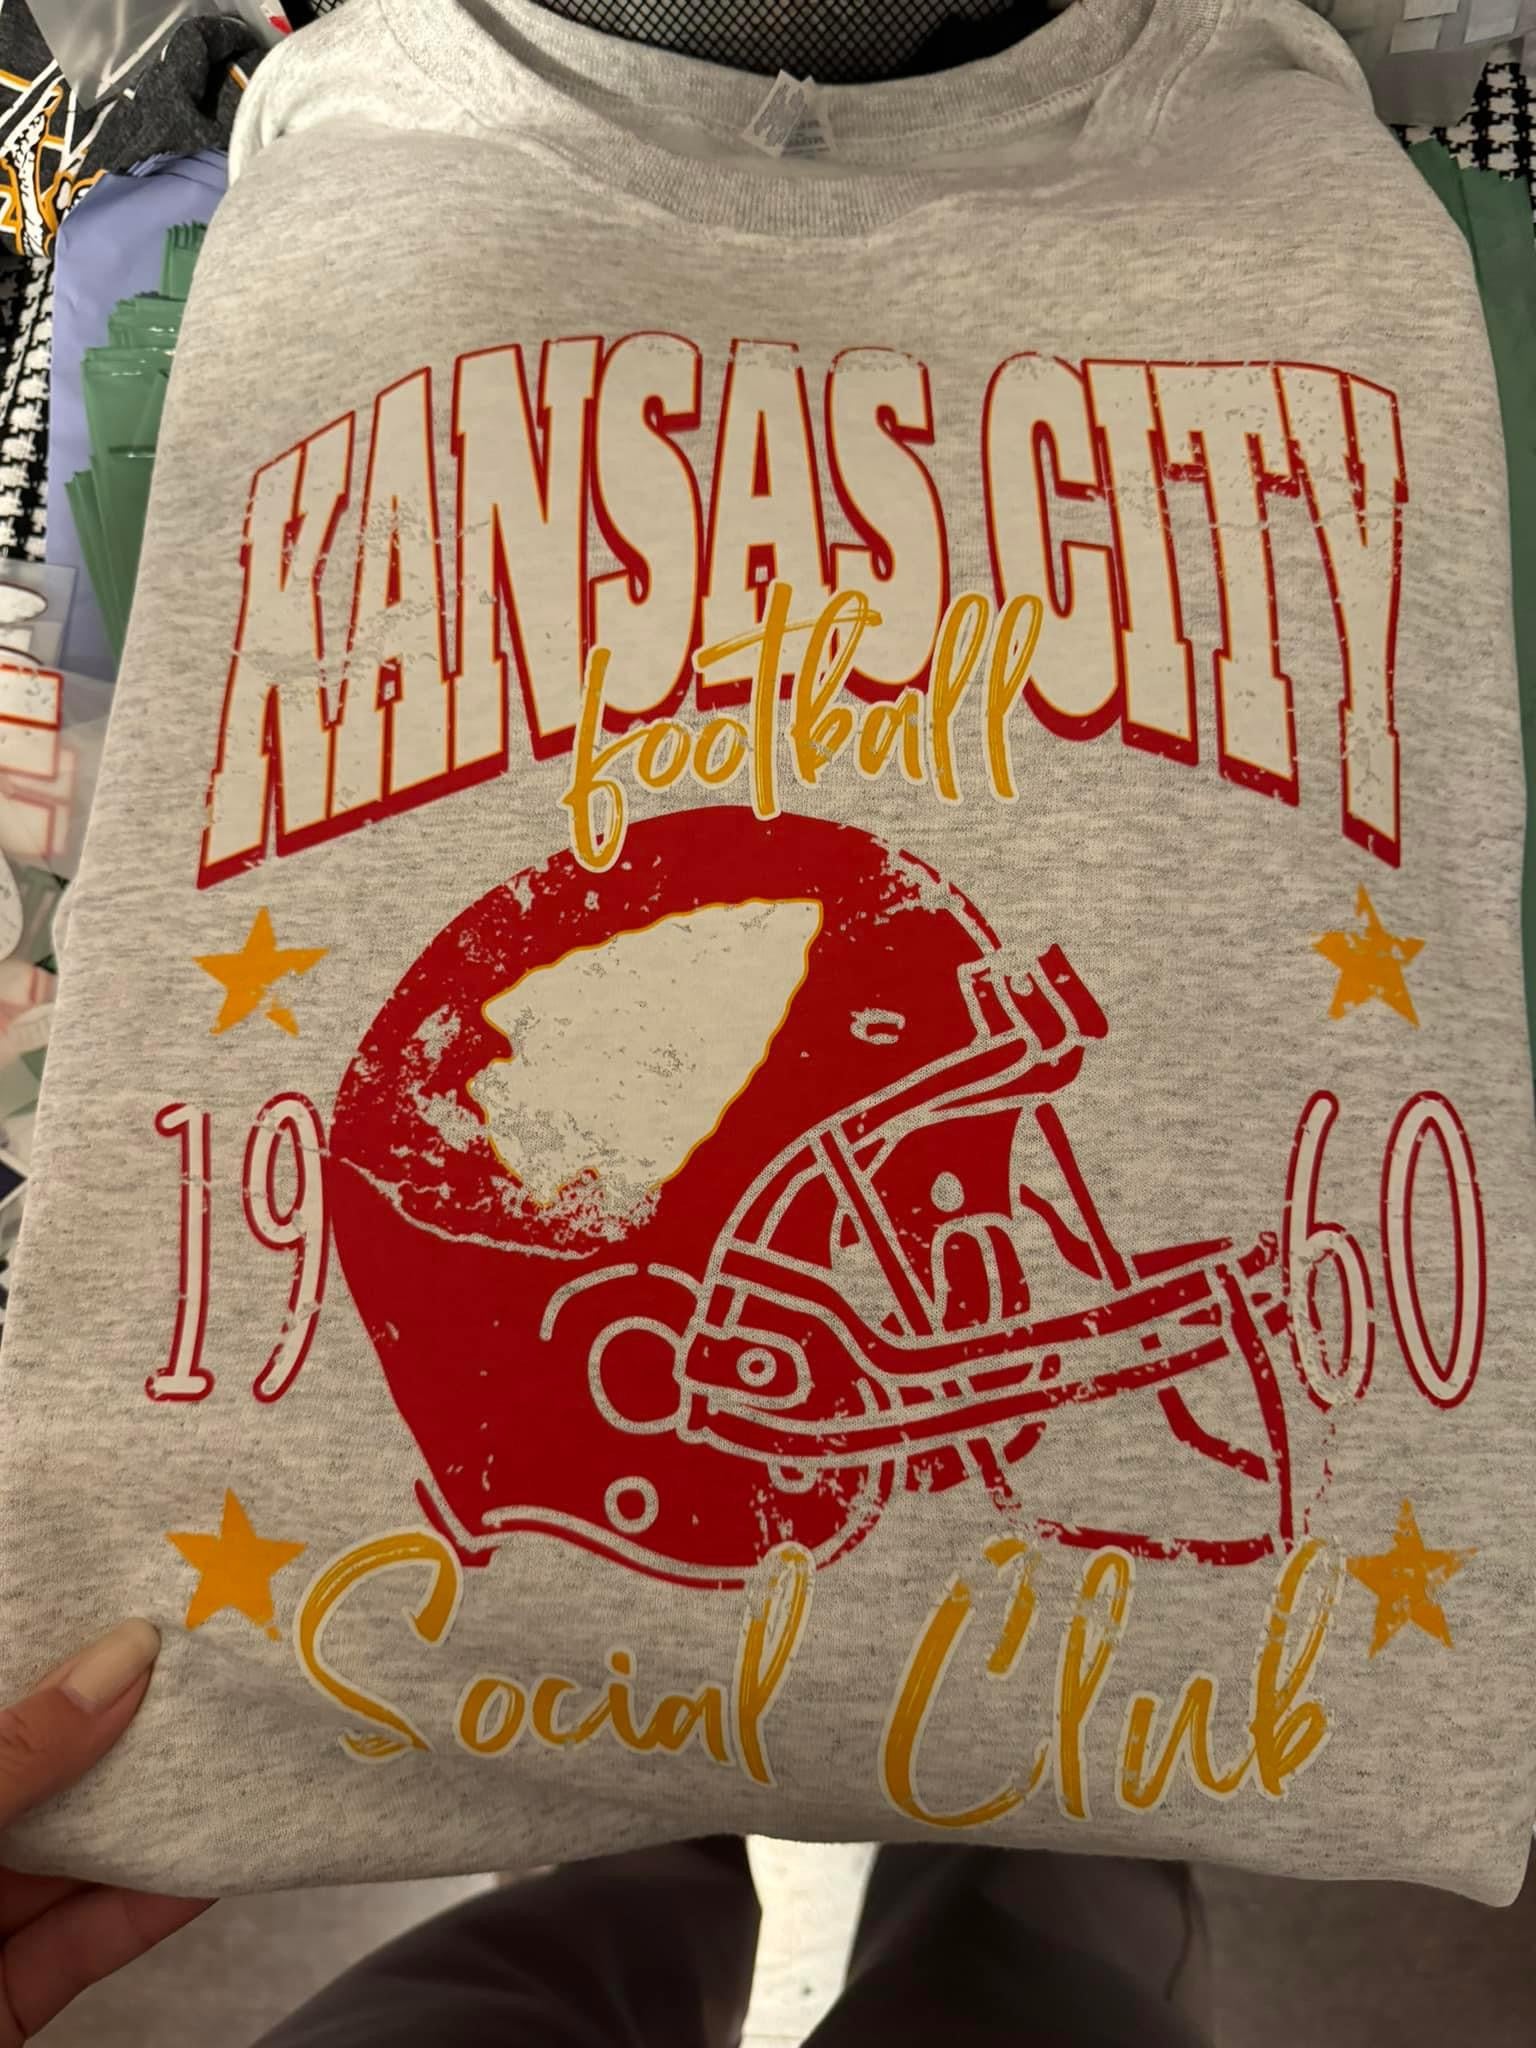 KANSAS CITY
football
19 60
Social Club